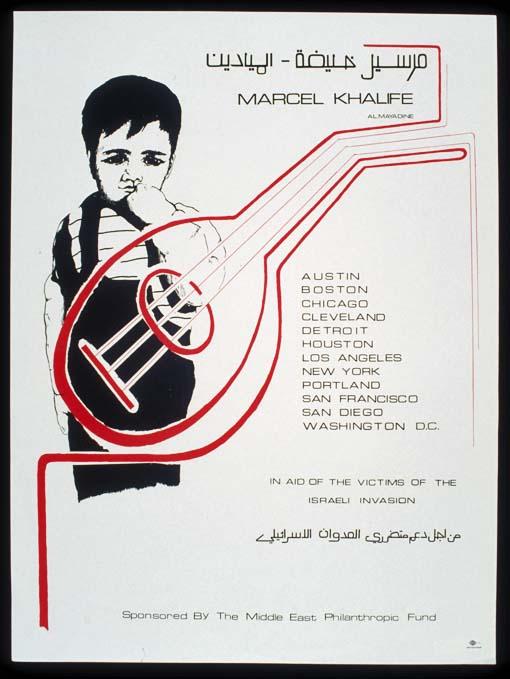 مرسيل خليفة - الميادين
MARCEL KHALIFE
AL MAYADINE
AUSTIN
BOSTON
CHICAGO
CLEVELAND
DETROIT
HOUSTON
LOS ANGELES
NEW YORK
PORTLAND
SAN FRANCISCO
SAN DIEGO
WASHINGTON D.C.
IN AID OF THE VICTIMS OF THE
ISRAELI INVASION
من اجل دعم متضرري العدوان الاسرائيلي
Sponsored By The Middle East Philanthropic Fund